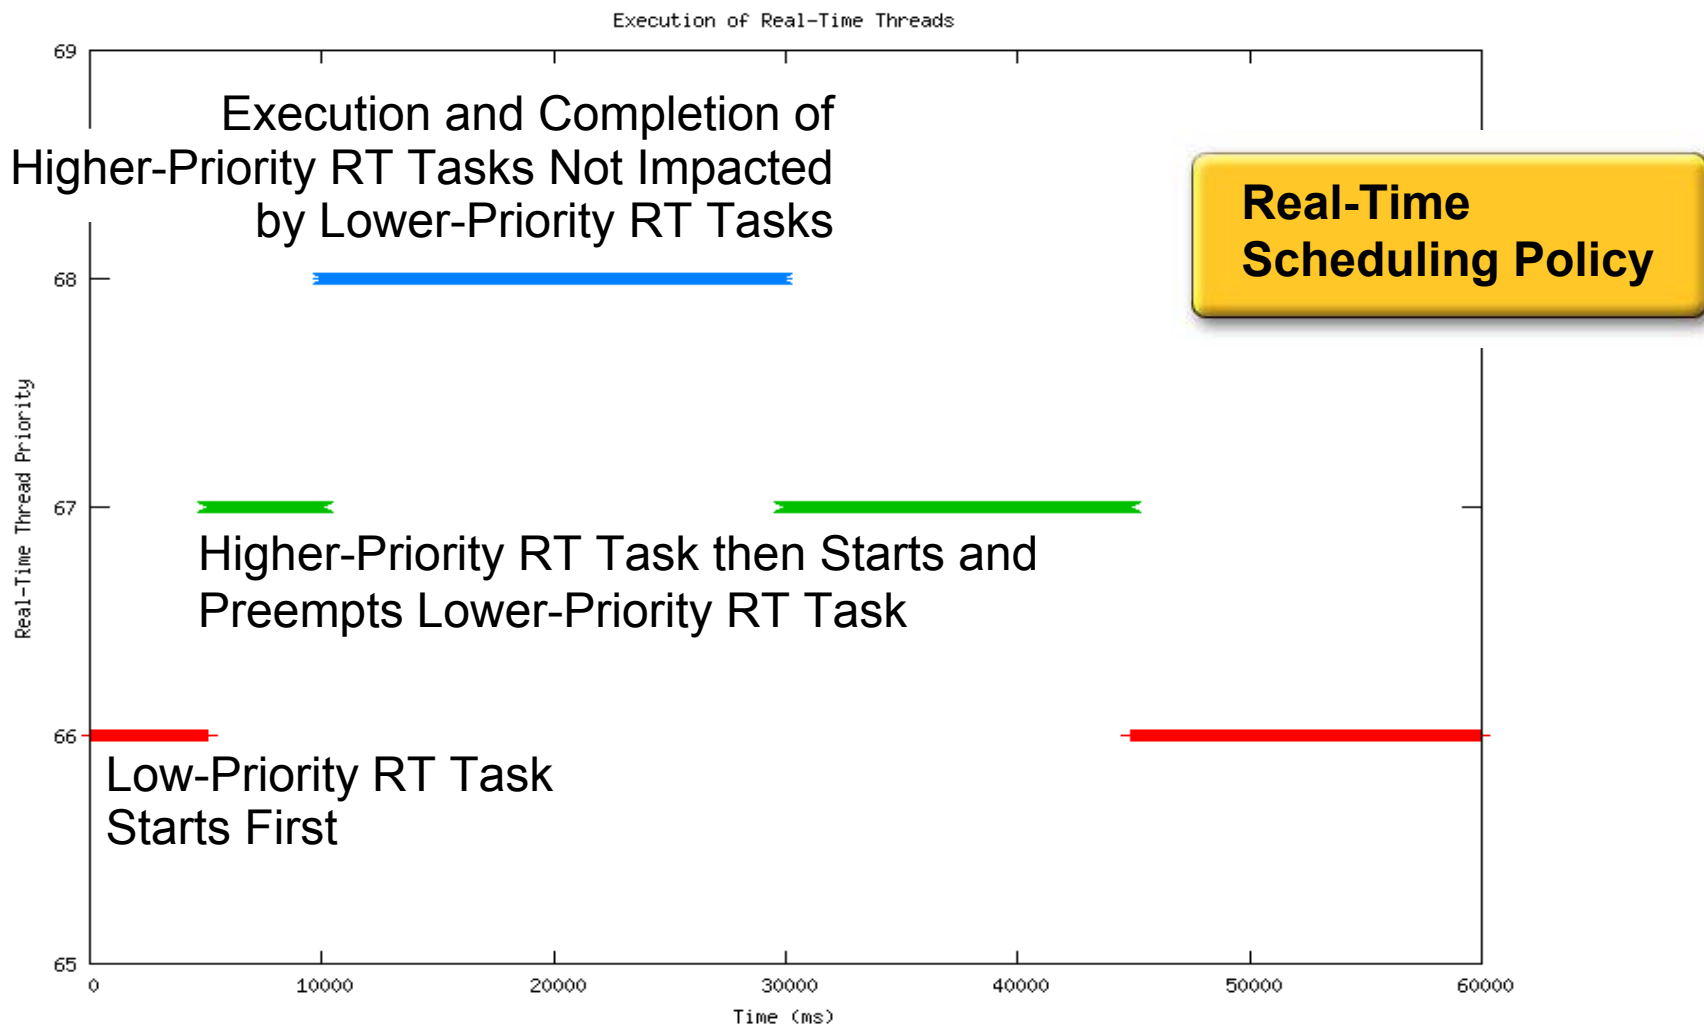 Execution of Real-Time Threads
69
Execution and Completion of
Higher-Priority RT Tasks Not Impacted
by Lower-Priority RT Tasks
Real-Time
Scheduling Policy
68
Real-Time Thread Priority
67
Higher-Priority RT Task then Starts and
Preempts Lower-Priority RT Task
66
Low-Priority RT Task
Starts First
65
0 10000 20000 30000 40000 50000 60000
Time (ms)